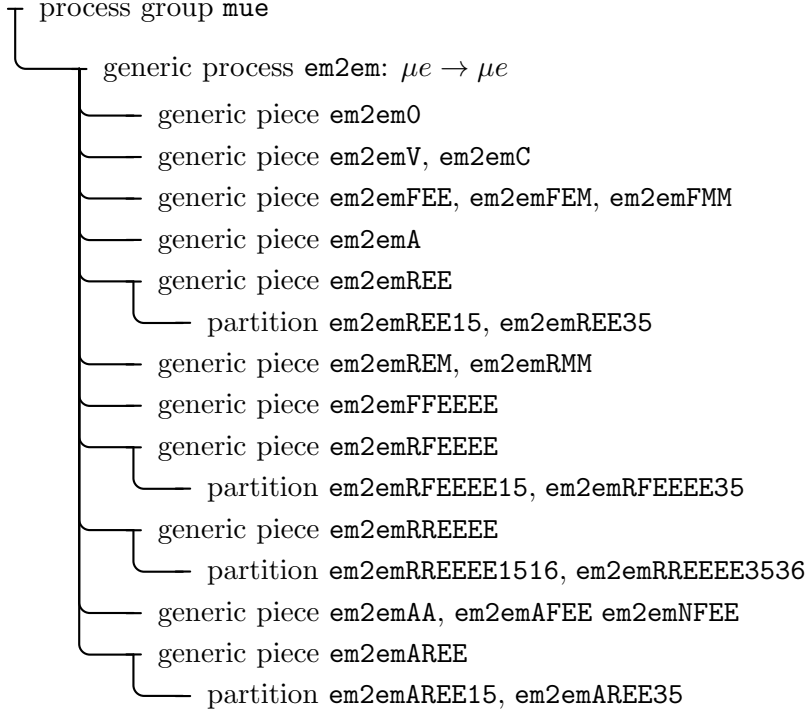 process group mue
generic process em2em: μe → μe
generic piece em2em0
generic piece em2emV, em2emC
generic piece em2emFEE, em2emFEM, em2emFMM
generic piece em2emA
generic piece em2emREE
partition em2emREE15, em2emREE35
generic piece em2emREM, em2emRMM
generic piece em2emFFEEEE
generic piece em2emRFEEEE
partition em2emRFEEEE15, em2emRFEEEE35
generic piece em2emRREEEE
partition em2emRREEEE1516, em2emRREEEE3536
generic piece em2emAA, em2emAFEE em2emNFEE
generic piece em2emAREE
partition em2emAREE15, em2emAREE35